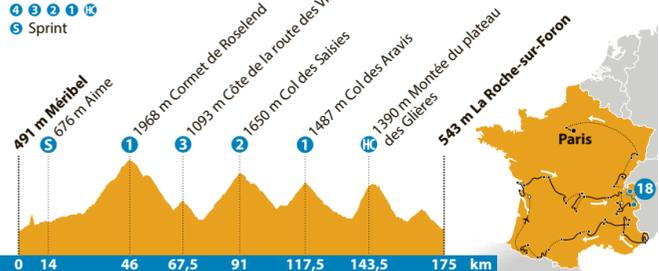 4 3 2 1 HC
S Sprint
491 m Méribel
S 676 m Aime
1 1968 m Cormet de Roselend
3 1093 m Côte de la route des
2 1650 m Col des Saisies
1 1487 m Col des Aravis
HC 1390 m Montée du plateau
des Glières
543 m La Roche-sur-Foron
0 14 46 67,5 91 117,5 143,5 175 km
Paris
18